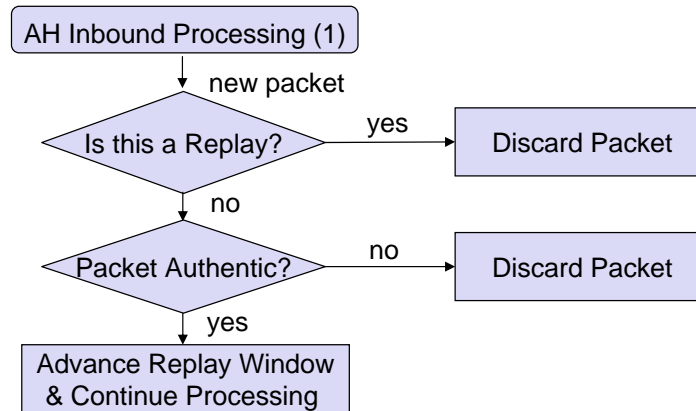 AH Inbound Processing (1)
new packet
Is this a Replay?
yes
Discard Packet
no
Packet Authentic?
no
Discard Packet
yes
Advance Replay Window
& Continue Processing